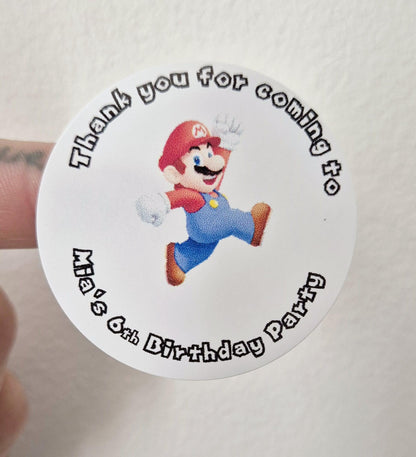 Thank you for coming to
M
Mia's 6th Birthday Party